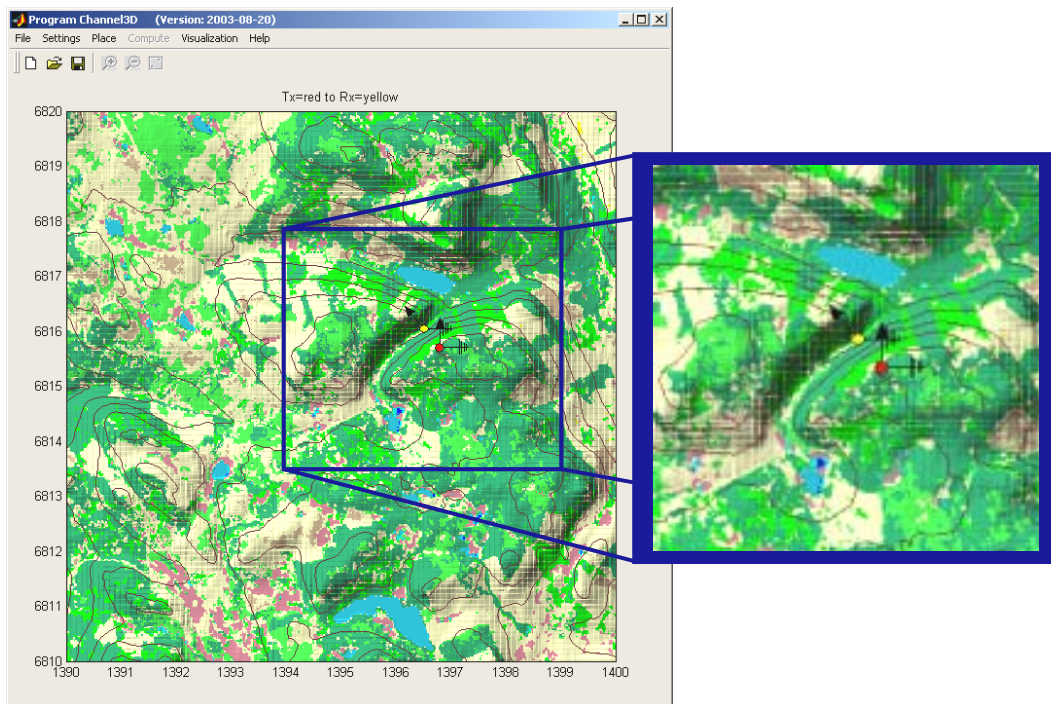 Program Channel3D (Version: 2003-08-20)
File Settings Place Compute Visualization Help
Tx=red to Rx=yellow
6820
6819
6818
6817
6816
6815
6814
6813
6812
6811
6810
1390 1391 1392 1393 1394 1395 1396 1397 1398 1399 1400